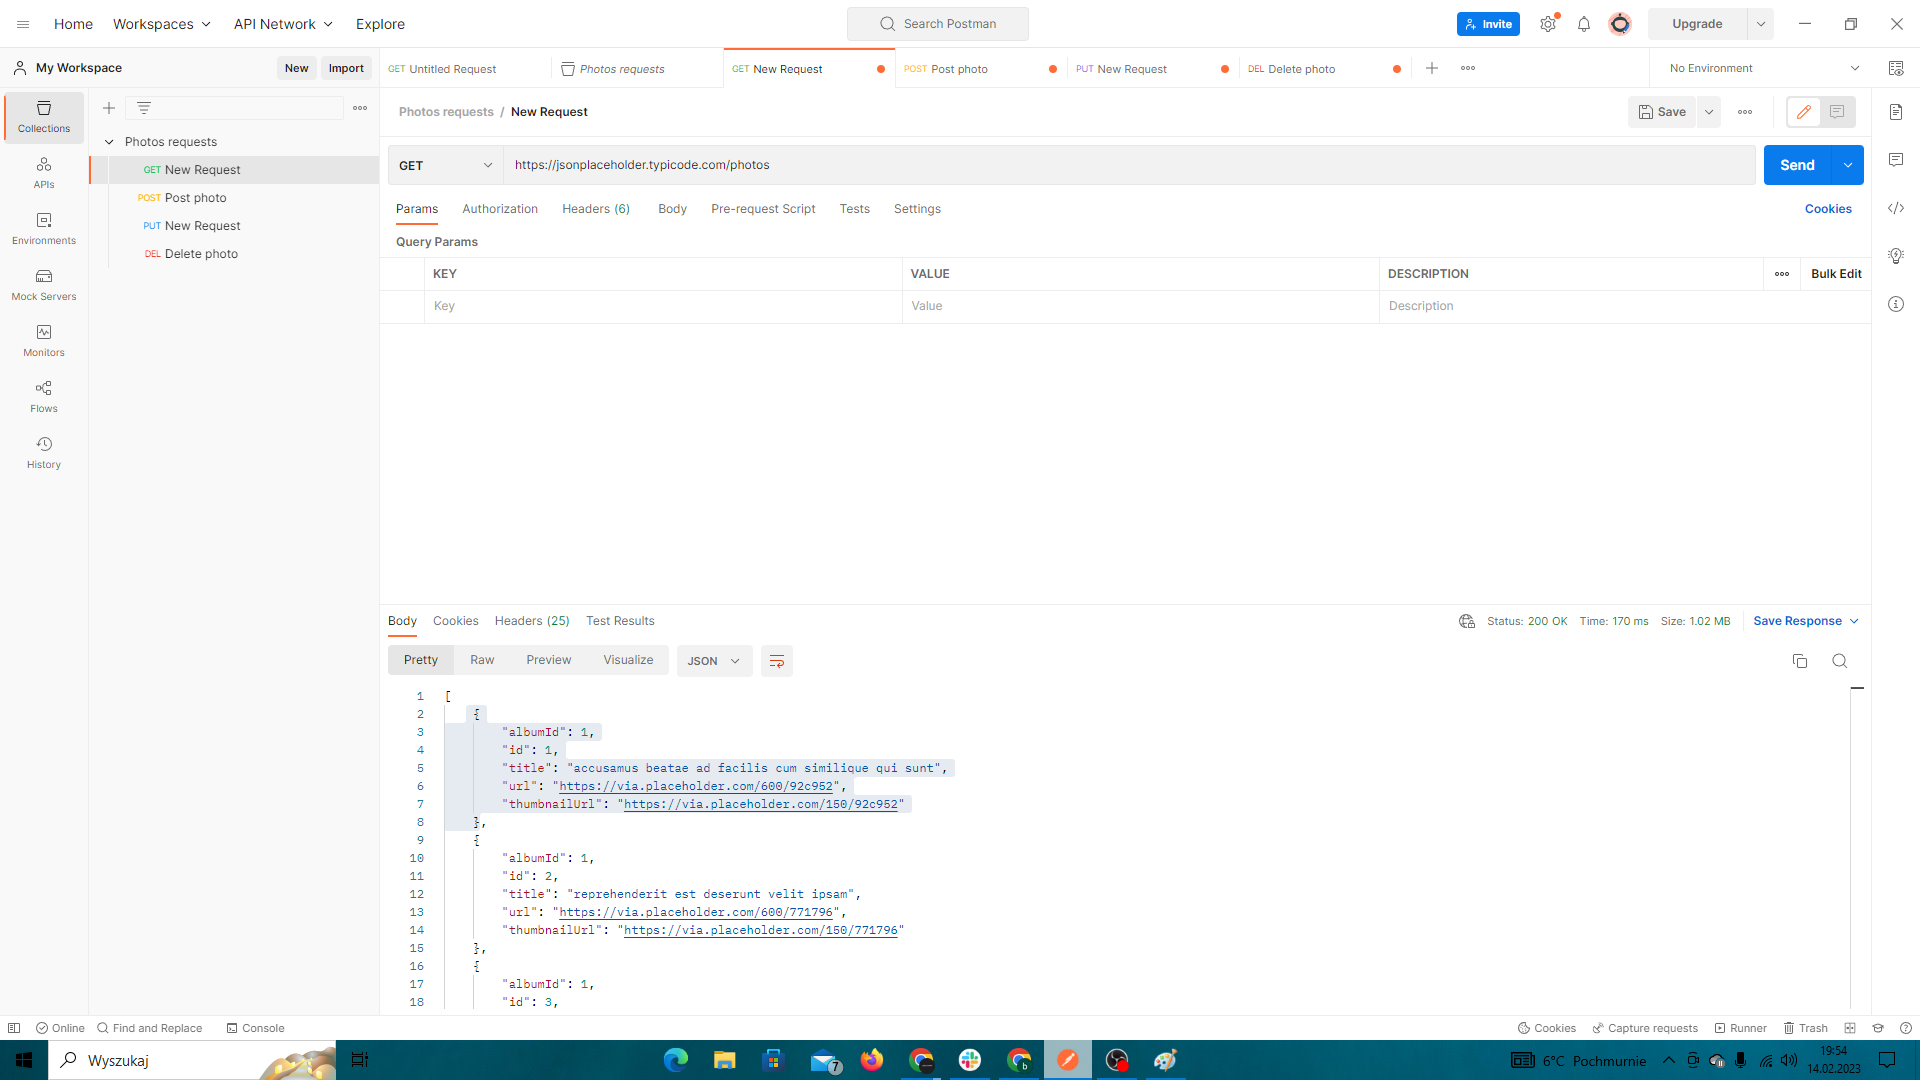 Home Workspaces API Network Explore Search Postman Invite Upgrade
My Workspace New Import GET Untitled Request Photos requests GET New Request POST Post photo PUT New Request DEL Delete photo No Environment
Collections
APIs
Environments
Mock Servers
Monitors
Flows
History
Photos requests
GET New Request
POST Post photo
PUT New Request
DEL Delete photo
Photos requests / New Request Save
GET https://jsonplaceholder.typicode.com/photos Send
Params Authorization Headers (6) Body Pre-request Script Tests Settings Cookies
Query Params
KEY VALUE DESCRIPTION Bulk Edit
Key Value Description
Body Cookies Headers (25) Test Results Status: 200 OK Time: 170 ms Size: 1.02 MB Save Response
Pretty Raw Preview Visualize JSON
1 [
2 {
3 "albumId": 1,
4 "id": 1,
5 "title": "accusamus beatae ad facilis cum similique qui sunt",
6 "url": "https://via.placeholder.com/600/92c952",
7 "thumbnailUrl": "https://via.placeholder.com/150/92c952"
8 },
9 {
10 "albumId": 1,
11 "id": 2,
12 "title": "reprehenderit est deserunt velit ipsam",
13 "url": "https://via.placeholder.com/600/771796",
14 "thumbnailUrl": "https://via.placeholder.com/150/771796"
15 },
16 {
17 "albumId": 1,
18 "id": 3,
Online Find and Replace Console Cookies Capture requests Runner Trash
Wyszukaj 7 6°C Pochmurnie 19:54
14.02.2023